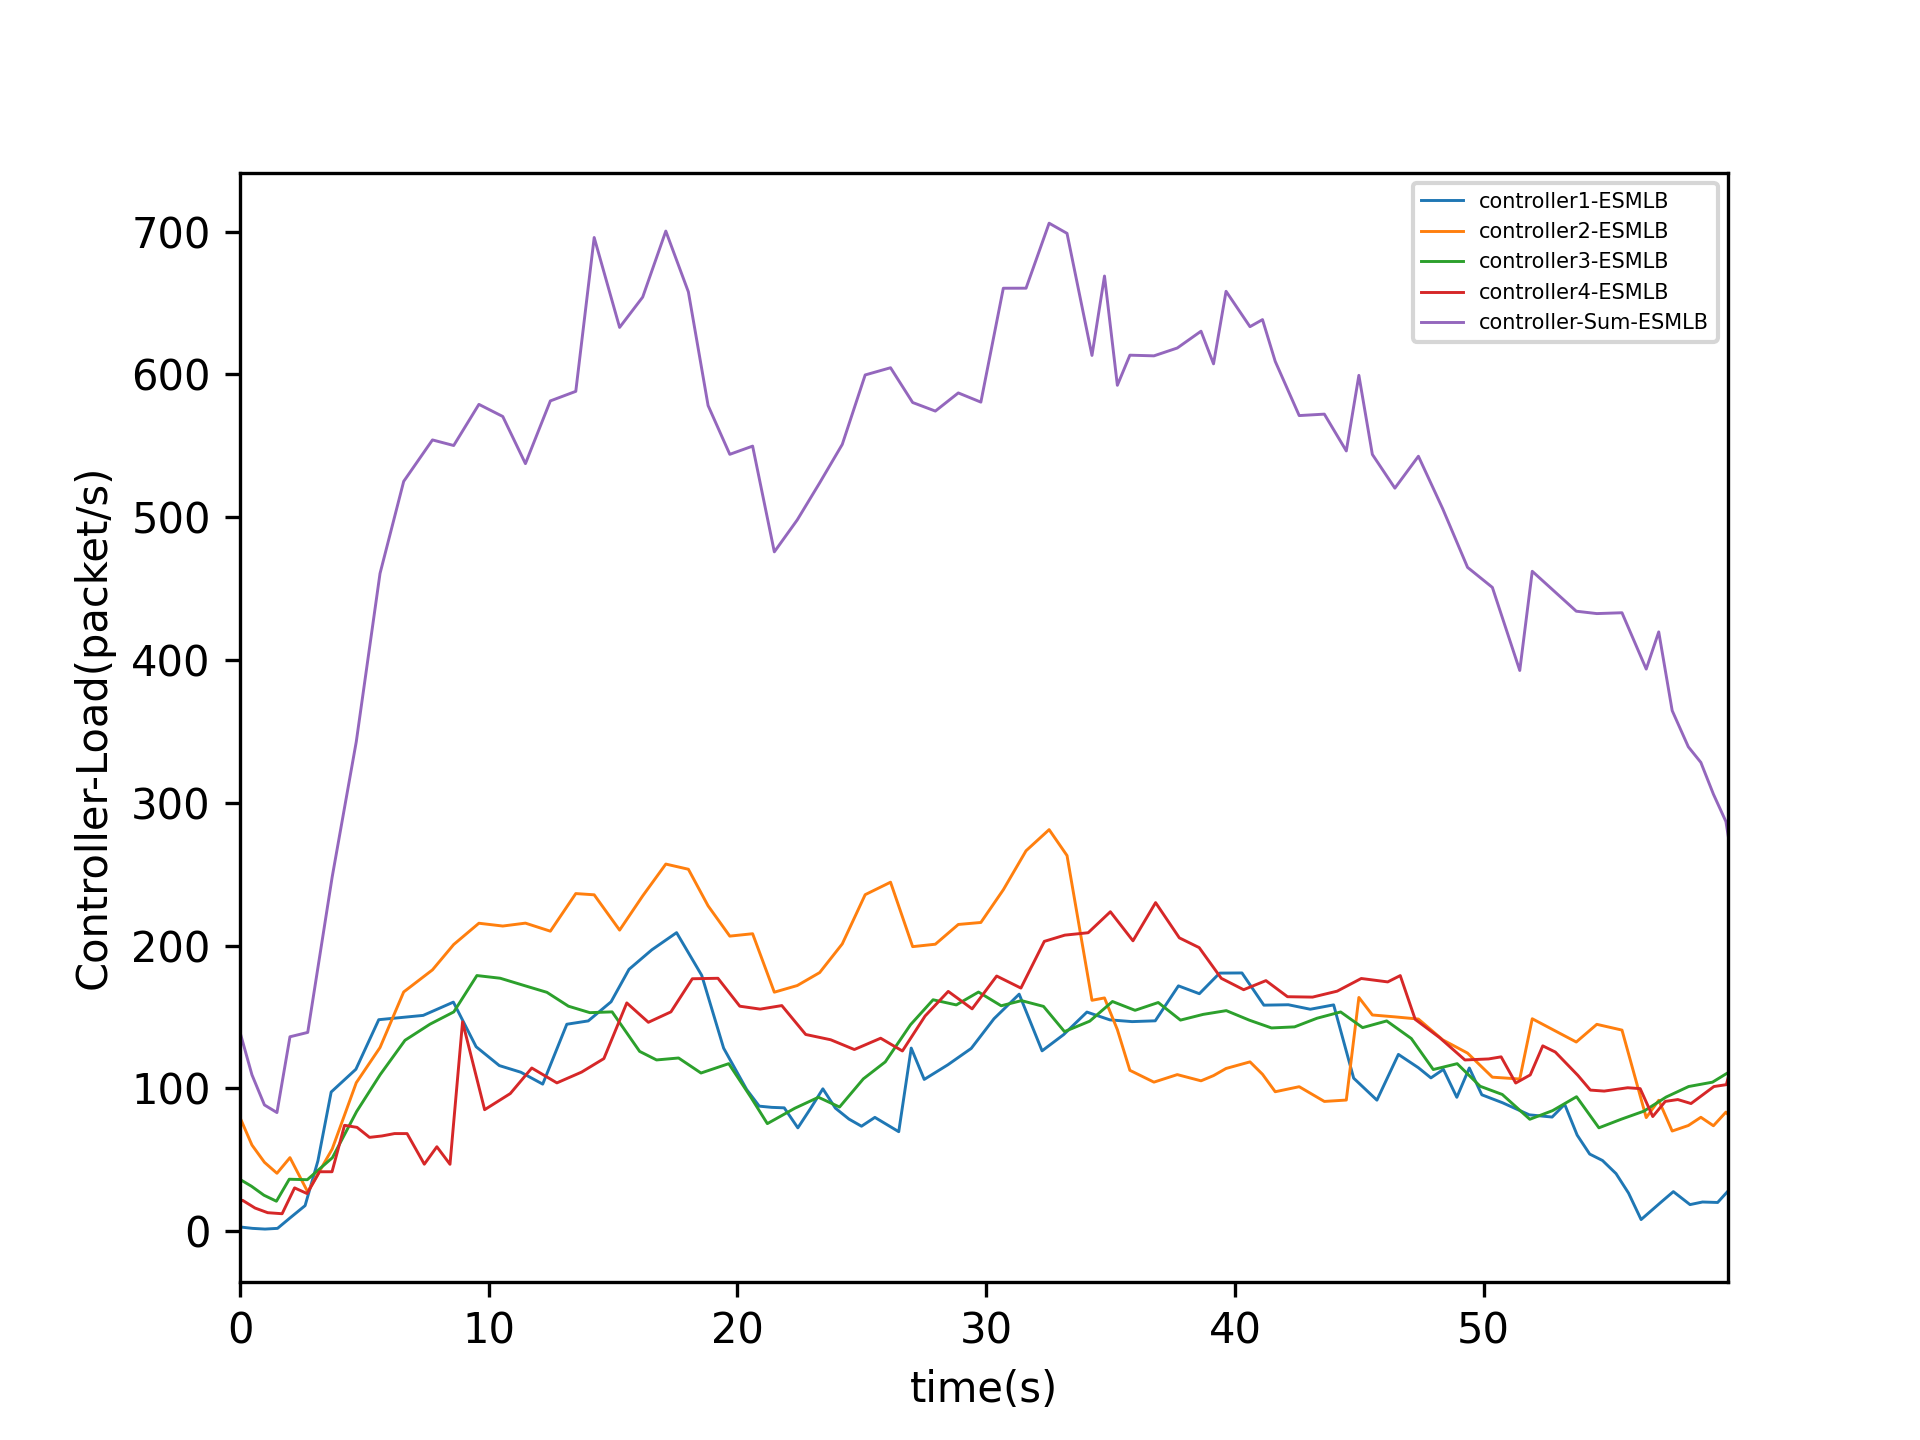 controller1-ESMLB
controller2-ESMLB
controller3-ESMLB
controller4-ESMLB
controller-Sum-ESMLB
Controller-Load(packet/s)
700
600
500
400
300
200
100
0
0 10 20 30 40 50
time(s)